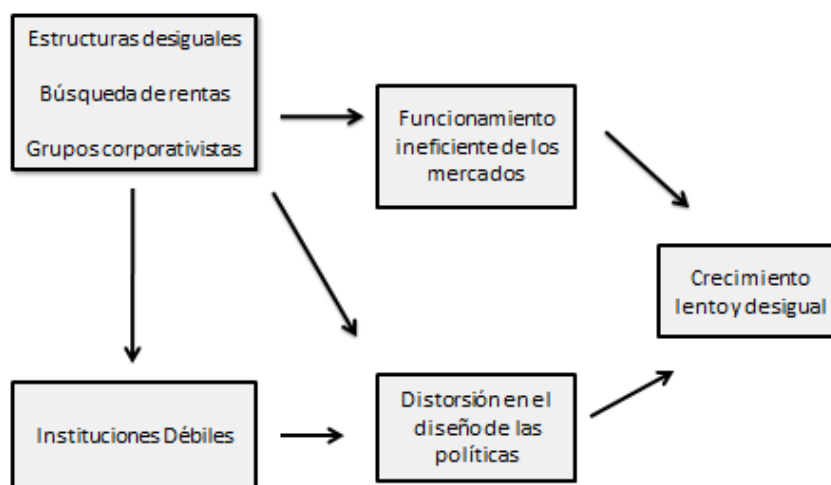 Estructuras desiguales
Búsqueda de rentas
Grupos corporativistas
Funcionamiento
ineficiente de los
mercados
Crecimiento
lento y desigual
Instituciones Débiles
Distorsión en el
diseño de las
políticas